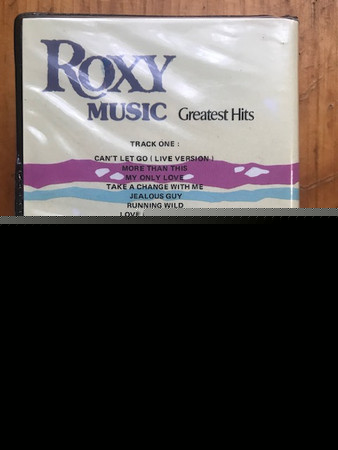 ROXY
MUSIC Greatest Hits
TRACK ONE :
CAN'T LET GO ( LIVE VERSION )
MORE THAN THIS
MY ONLY LOVE
TAKE A CHANGE WITH ME
JEALOUS GUY
RUNNING WILD
LOVE